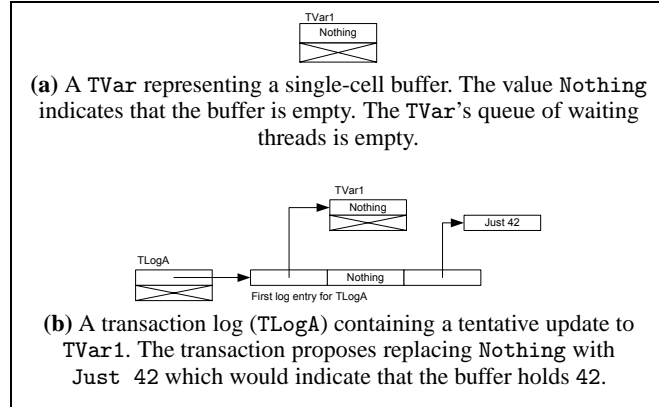 TVar1
Nothing
(a) A TVar representing a single-cell buffer. The value Nothing
indicates that the buffer is empty. The TVar's queue of waiting
threads is empty.
TVar1
Nothing
Just 42
TLogA
Nothing
First log entry for TLogA
(b) A transaction log (TLogA) containing a tentative update to
TVar1. The transaction proposes replacing Nothing with
Just 42 which would indicate that the buffer holds 42.